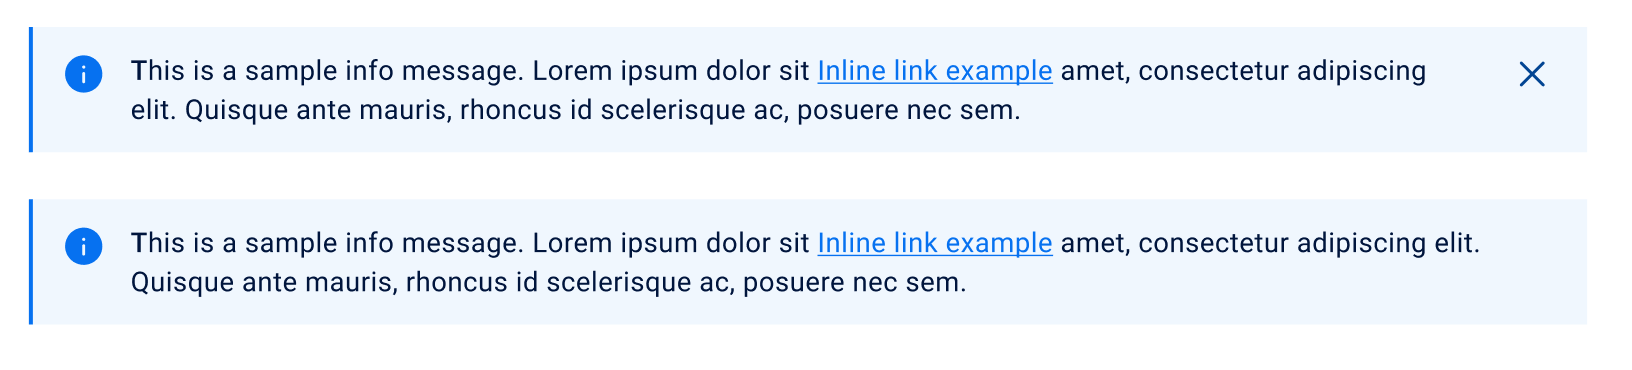 This is a sample info message. Lorem ipsum dolor sit Inline link example amet, consectetur adipiscing
elit. Quisque ante mauris, rhoncus id scelerisque ac, posuere nec sem.
This is a sample info message. Lorem ipsum dolor sit Inline link example amet, consectetur adipiscing elit.
Quisque ante mauris, rhoncus id scelerisque ac, posuere nec sem.